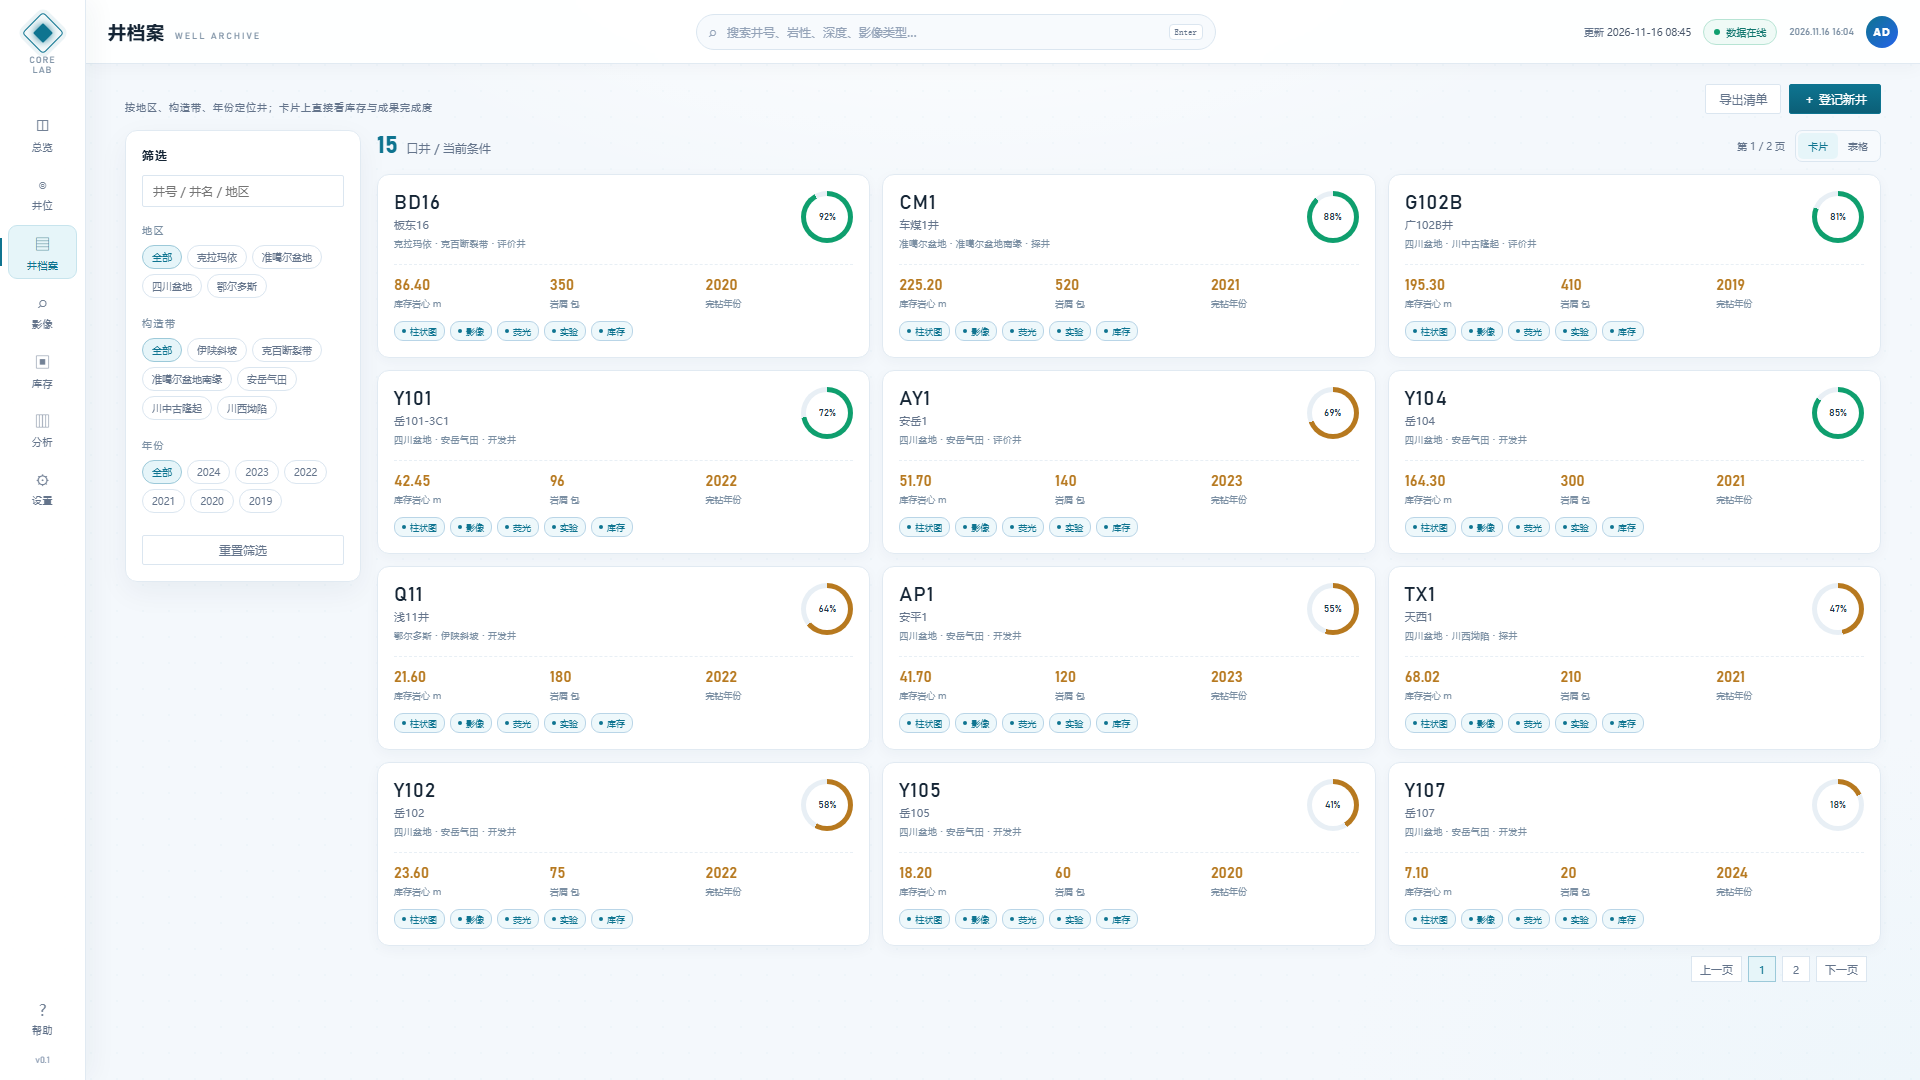 CORE
LAB
总览
井位
井档案
影像
库存
分析
设置
?
帮助
v0.1
井档案 WELL ARCHIVE
搜索井号、岩性、深度、影像类型... Enter
更新 2026-11-16 08:45
数据在线
2026.11.16 16:04
AD
按地区、构造带、年份定位井；卡片上直接看库存与成果完成度
导出清单
+ 登记新井
筛选
井号 / 井名 / 地区
地区
全部 克拉玛依 准噶尔盆地
四川盆地 鄂尔多斯
构造带
全部 伊陕斜坡 克百断裂带
准噶尔盆地南缘 安岳气田
川中古隆起 川西坳陷
年份
全部 2024 2023 2022
2021 2020 2019
重置筛选
15 口井 / 当前条件
第 1 / 2 页 卡片 表格
BD16
板东16
克拉玛依 · 克百断裂带 · 评价井
92%
86.40 350 2020
库存岩心 m 岩屑 包 完钻年份
柱状图 影像 荧光 实验 库存
CM1
车煤1井
准噶尔盆地 · 准噶尔盆地南缘 · 探井
88%
225.20 520 2021
库存岩心 m 岩屑 包 完钻年份
柱状图 影像 荧光 实验 库存
G102B
广102B井
四川盆地 · 川中古隆起 · 评价井
81%
195.30 410 2019
库存岩心 m 岩屑 包 完钻年份
柱状图 影像 荧光 实验 库存
Y101
岳101-3C1
四川盆地 · 安岳气田 · 开发井
72%
42.45 96 2022
库存岩心 m 岩屑 包 完钻年份
柱状图 影像 荧光 实验 库存
AY1
安岳1
四川盆地 · 安岳气田 · 评价井
69%
51.70 140 2023
库存岩心 m 岩屑 包 完钻年份
柱状图 影像 荧光 实验 库存
Y104
岳104
四川盆地 · 安岳气田 · 开发井
85%
164.30 300 2021
库存岩心 m 岩屑 包 完钻年份
柱状图 影像 荧光 实验 库存
Q11
浅11井
鄂尔多斯 · 伊陕斜坡 · 开发井
64%
21.60 180 2022
库存岩心 m 岩屑 包 完钻年份
柱状图 影像 荧光 实验 库存
AP1
安平1
四川盆地 · 安岳气田 · 开发井
55%
41.70 120 2023
库存岩心 m 岩屑 包 完钻年份
柱状图 影像 荧光 实验 库存
TX1
天西1
四川盆地 · 川西坳陷 · 探井
47%
68.02 210 2021
库存岩心 m 岩屑 包 完钻年份
柱状图 影像 荧光 实验 库存
Y102
岳102
四川盆地 · 安岳气田 · 开发井
58%
23.60 75 2022
库存岩心 m 岩屑 包 完钻年份
柱状图 影像 荧光 实验 库存
Y105
岳105
四川盆地 · 安岳气田 · 开发井
41%
18.20 60 2020
库存岩心 m 岩屑 包 完钻年份
柱状图 影像 荧光 实验 库存
Y107
岳107
四川盆地 · 安岳气田 · 开发井
18%
7.10 20 2024
库存岩心 m 岩屑 包 完钻年份
柱状图 影像 荧光 实验 库存
上一页 1 2 下一页